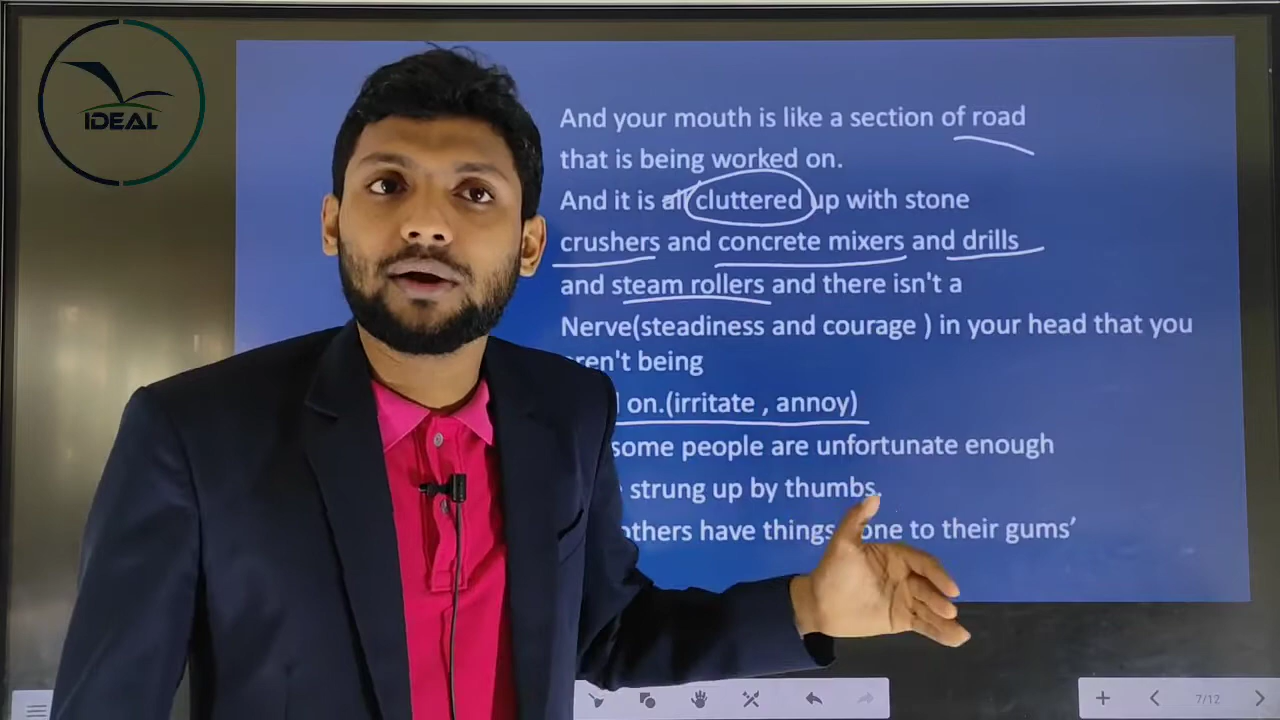 IDEAL
And your mouth is like a section of road
that is being worked on.
And it is all cluttered up with stone
crushers and concrete mixers and drills
and steam rollers and there isn't a
Nerve(steadiness and courage ) in your head that you
aren't being
on.(irritate , annoy)
some people are unfortunate enough
strung up by thumbs.
others have things done to their gums’
7/12